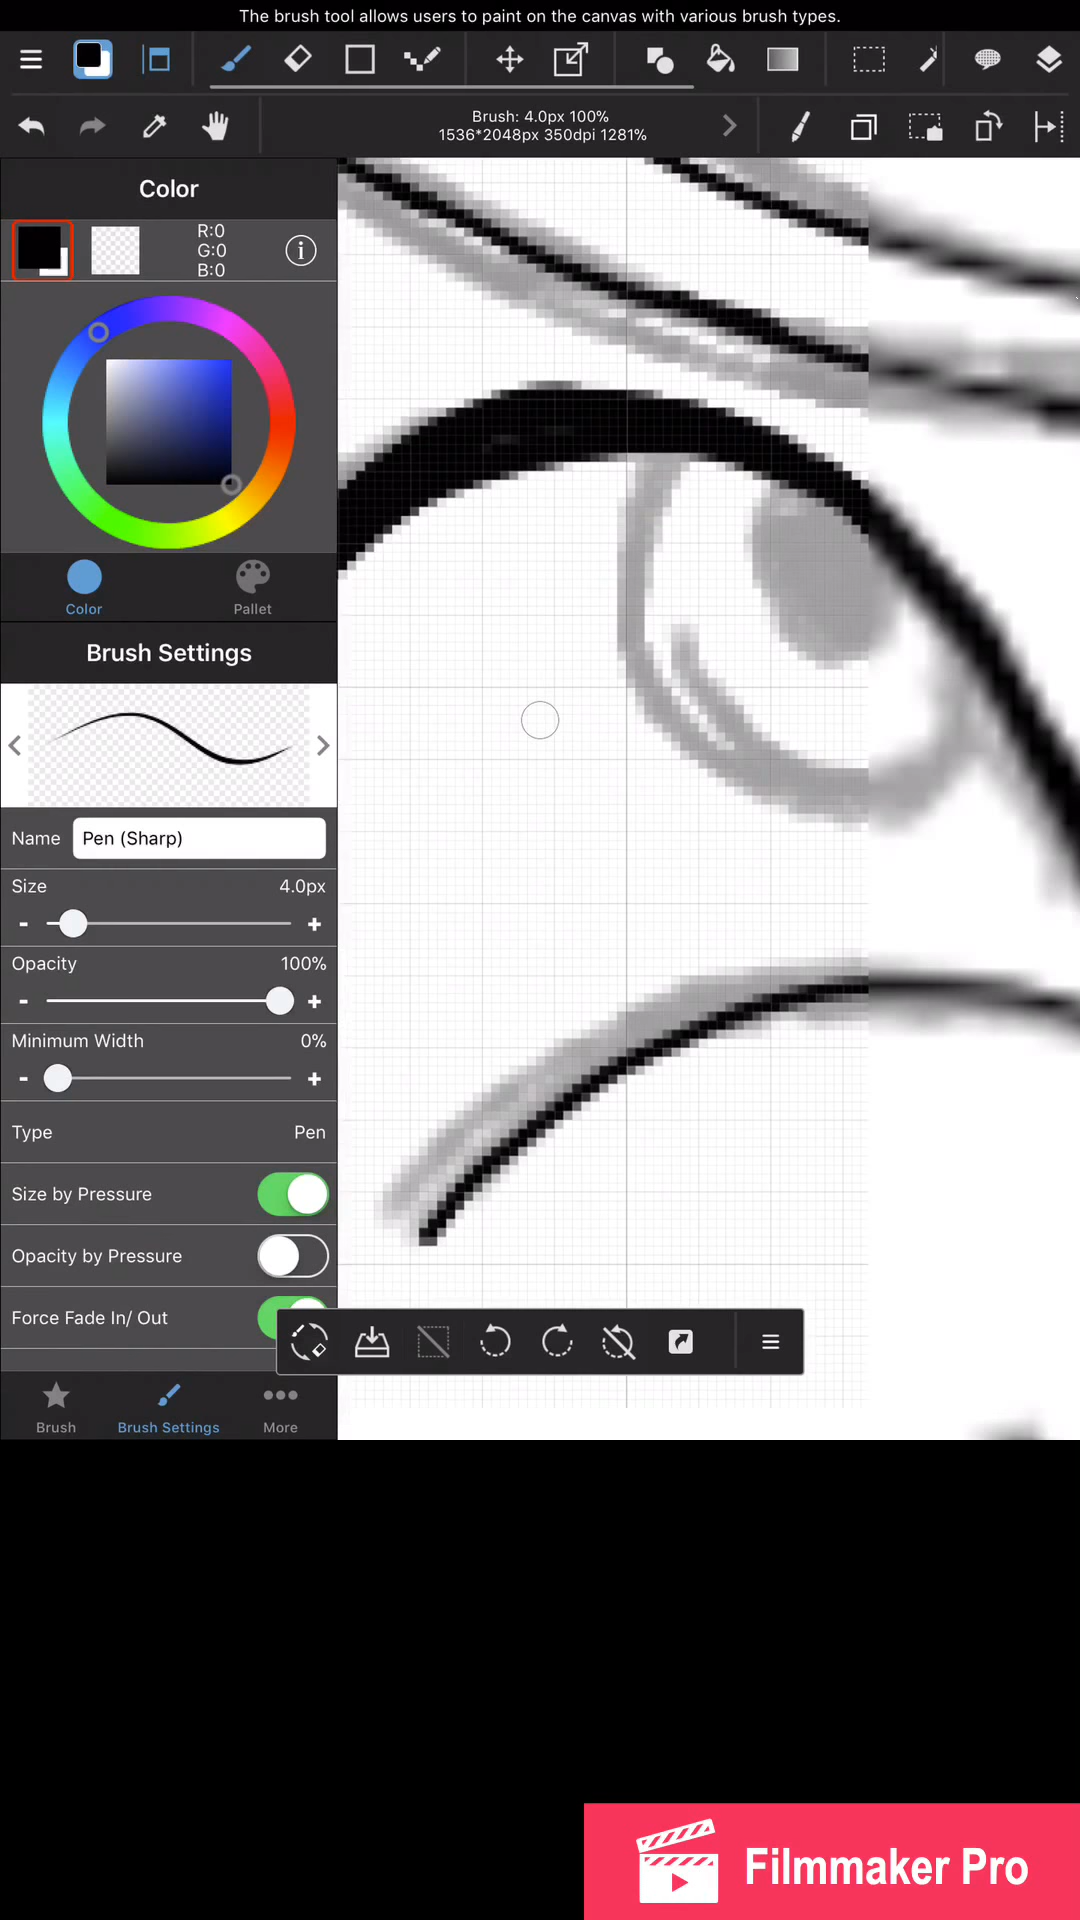 The brush tool allows users to paint on the canvas with various brush types.
Brush: 4.0px 100%
1536*2048px 350dpi 1281%
Color
R:0
G:0
B:0
Color
Pallet
Brush Settings
Name
Pen (Sharp)
Size
4.0px
Opacity
100%
Minimum Width
0%
Type
Pen
Size by Pressure
Opacity by Pressure
Force Fade In/ Out
Brush
Brush Settings
More
Filmmaker Pro